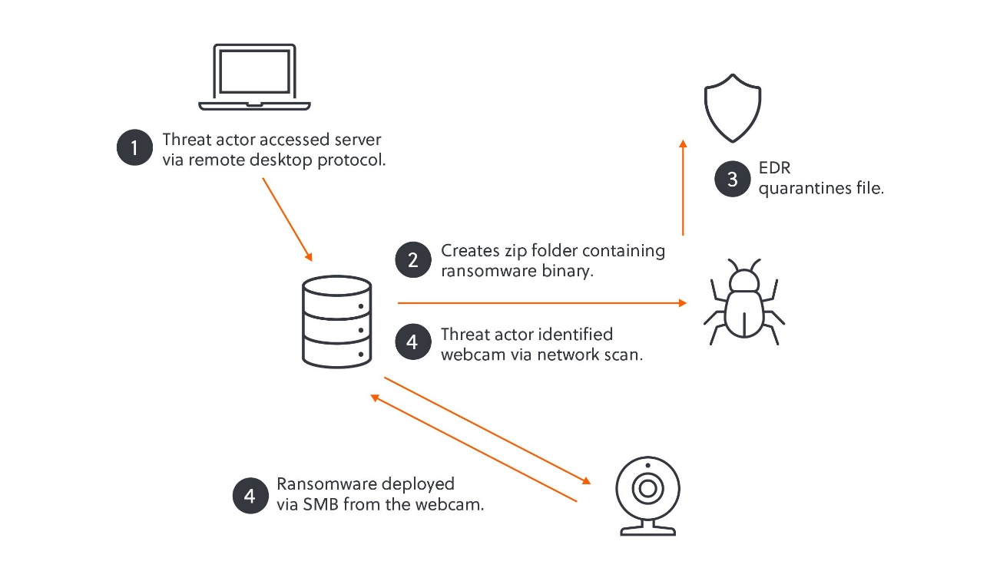 1
Threat actor accessed server
via remote desktop protocol.
2
Creates zip folder containing
ransomware binary.
3
EDR
quarantines file.
4
Threat actor identified
webcam via network scan.
4
Ransomware deployed
via SMB from the webcam.